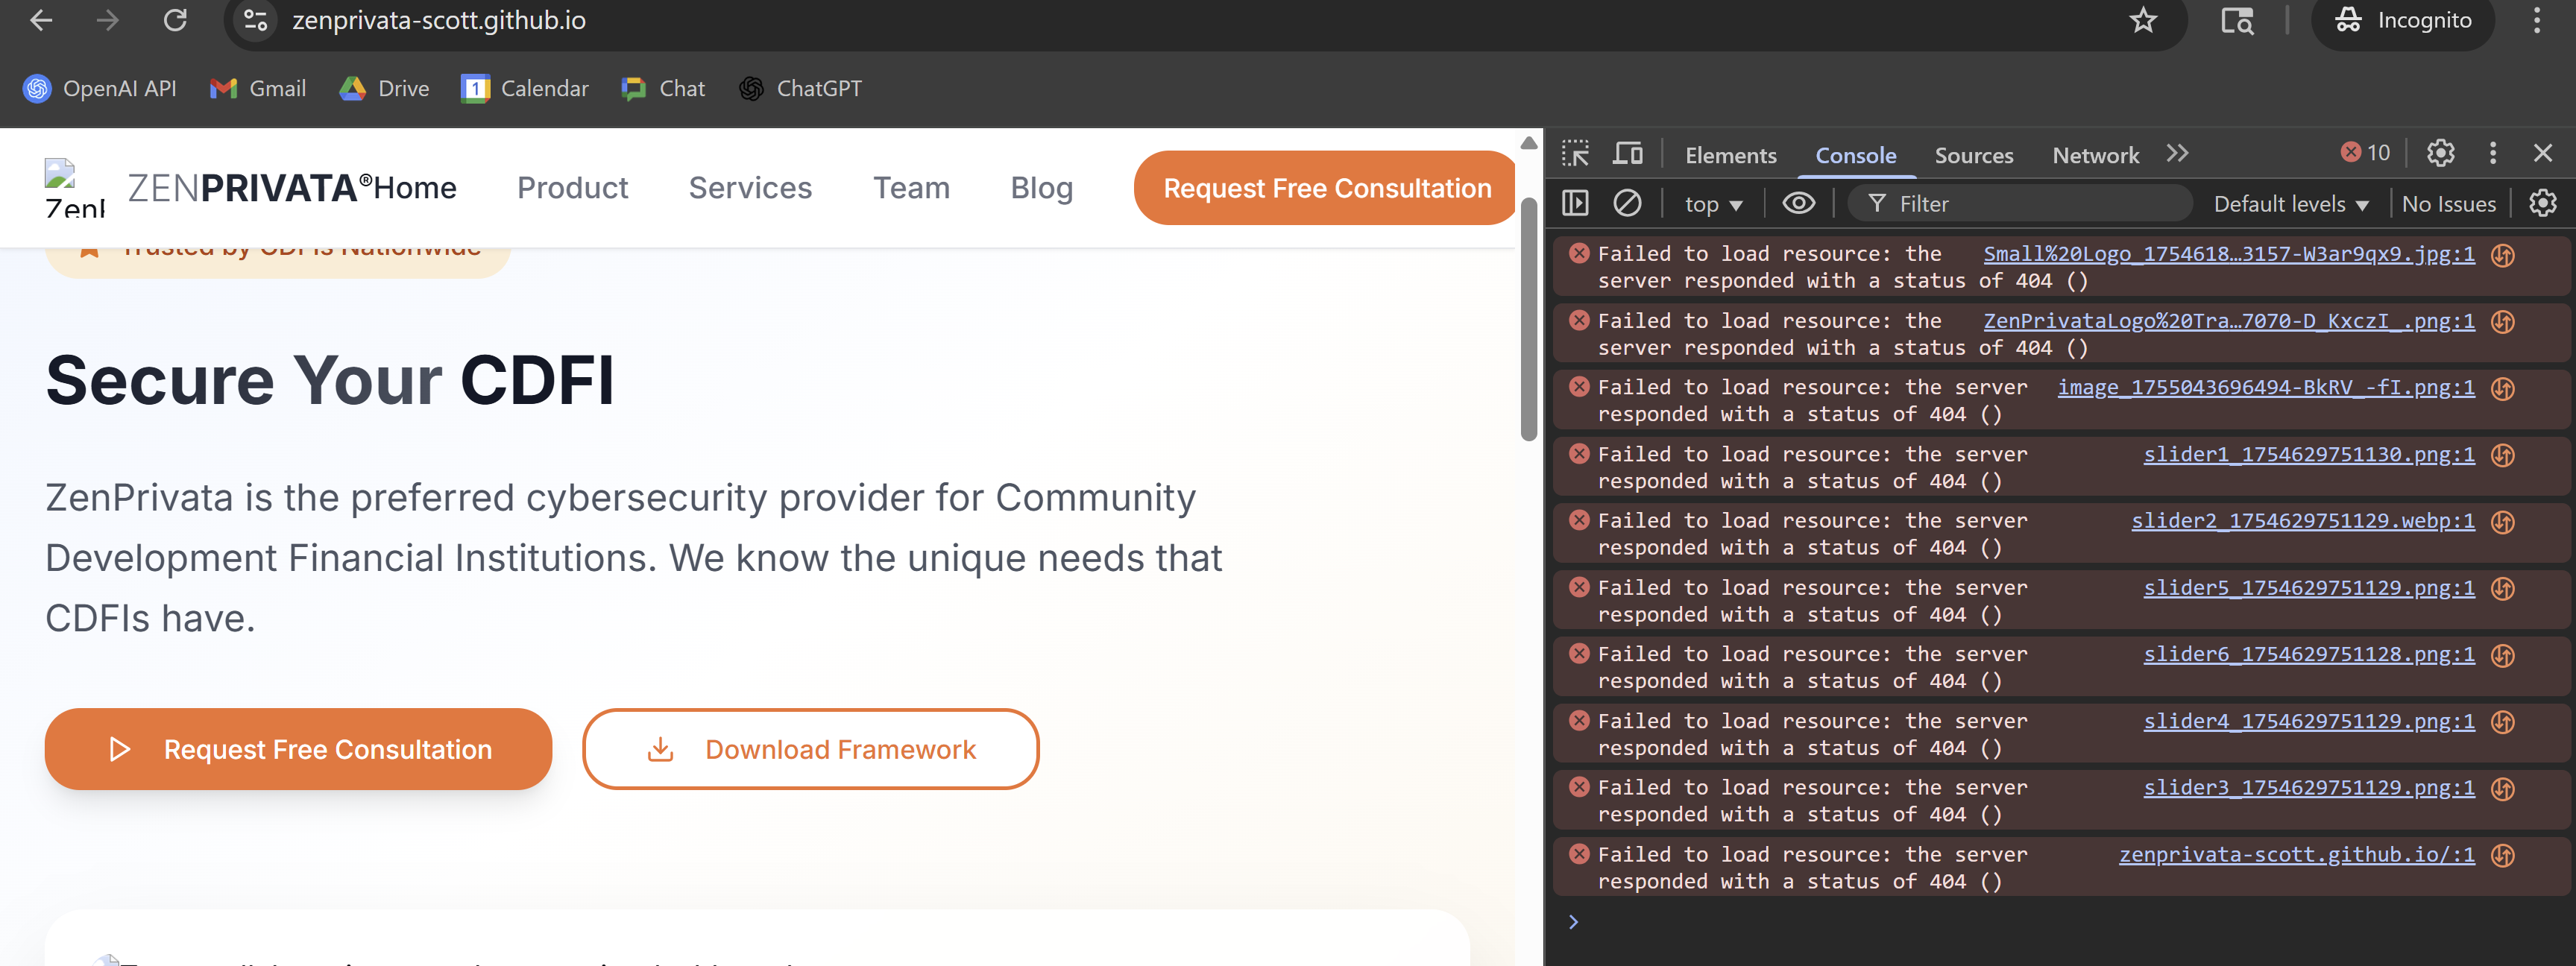 zenprivata-scott.github.io
Incognito
OpenAI API
Gmail
Drive
1
Calendar
Chat
ChatGPT
ZENPRIVATA®
Home
Product
Services
Team
Blog
Request Free Consultation
Trusted by CDFIs Nationwide
Secure Your CDFI
ZenPrivata is the preferred cybersecurity provider for Community
Development Financial Institutions. We know the unique needs that
CDFIs have.
Request Free Consultation
Download Framework
Elements
Console
Sources
Network
10
top
Filter
Default levels
No Issues
Failed to load resource: the Small%20Logo_1754618…3157-W3ar9qx9.jpg:1
server responded with a status of 404 ()
Failed to load resource: the ZenPrivataLogo%20Tra…7070-D_KxczI_.png:1
server responded with a status of 404 ()
Failed to load resource: the server image_1755043696494-BkRV_-fI.png:1
responded with a status of 404 ()
Failed to load resource: the server slider1_1754629751130.png:1
responded with a status of 404 ()
Failed to load resource: the server slider2_1754629751129.webp:1
responded with a status of 404 ()
Failed to load resource: the server slider5_1754629751129.png:1
responded with a status of 404 ()
Failed to load resource: the server slider6_1754629751128.png:1
responded with a status of 404 ()
Failed to load resource: the server slider4_1754629751129.png:1
responded with a status of 404 ()
Failed to load resource: the server slider3_1754629751129.png:1
responded with a status of 404 ()
Failed to load resource: the server zenprivata-scott.github.io/:1
responded with a status of 404 ()